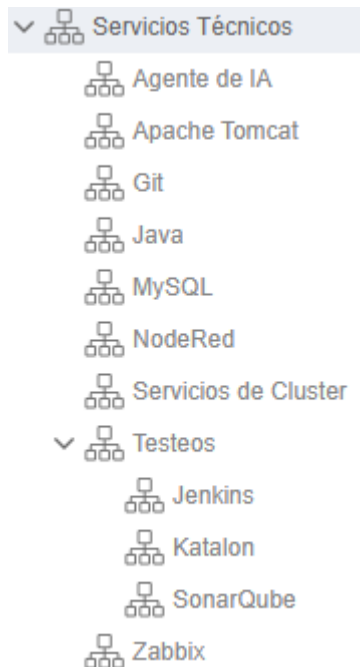 Servicios Técnicos
Agente de IA
Apache Tomcat
Git
Java
MySQL
NodeRed
Servicios de Cluster
Testeos
Jenkins
Katalon
SonarQube
Zabbix